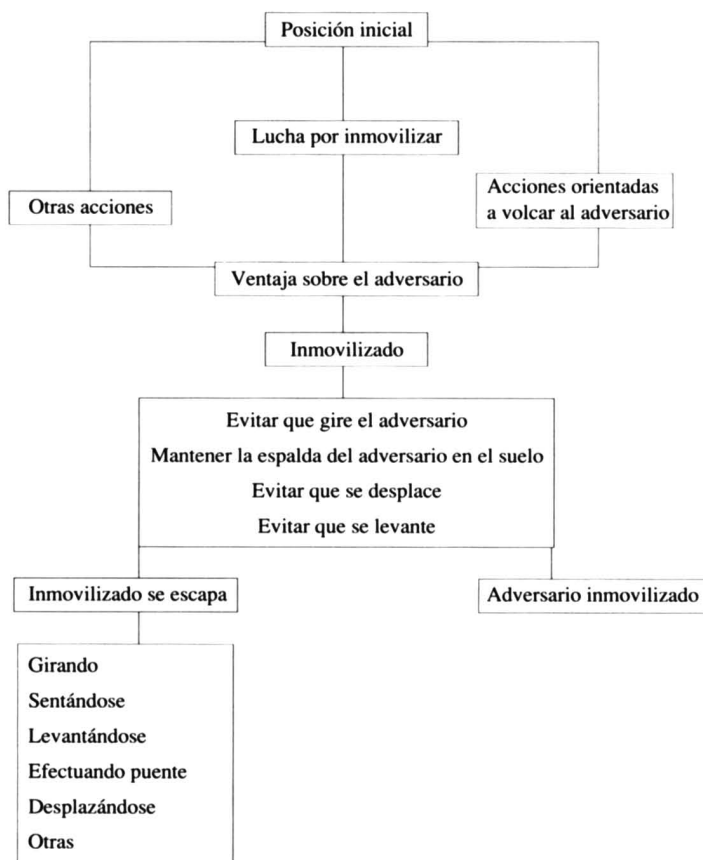 Posición inicial
Lucha por inmovilizar
Otras acciones
Acciones orientadas
a volcar al adversario
Ventaja sobre el adversario
Inmovilizado
Evitar que gire el adversario
Mantener la espalda del adversario en el suelo
Evitar que se desplace
Evitar que se levante
Inmovilizado se escapa
Adversario inmovilizado
Girando
Sentándose
Levantándose
Efectuando puente
Desplazándose
Otras